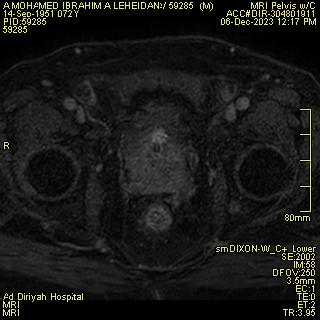 A MOHAMED IBRAHIM A LEHEIDAN:/ 59285 (M)
14-Sep-1951 072Y
PID:59285
59285
MRI Pelvis w/C
ACC#DIR-304801911
06-Dec-2023 12:17 PM
R
80mm
smDIXON-W_C+ Lower
SE:2002
IM:58
DFOV:250
3.5mm
EC:1
TE:0
ET:2
TR:3.95
Ad Diriyah Hospital
MRI
MRI